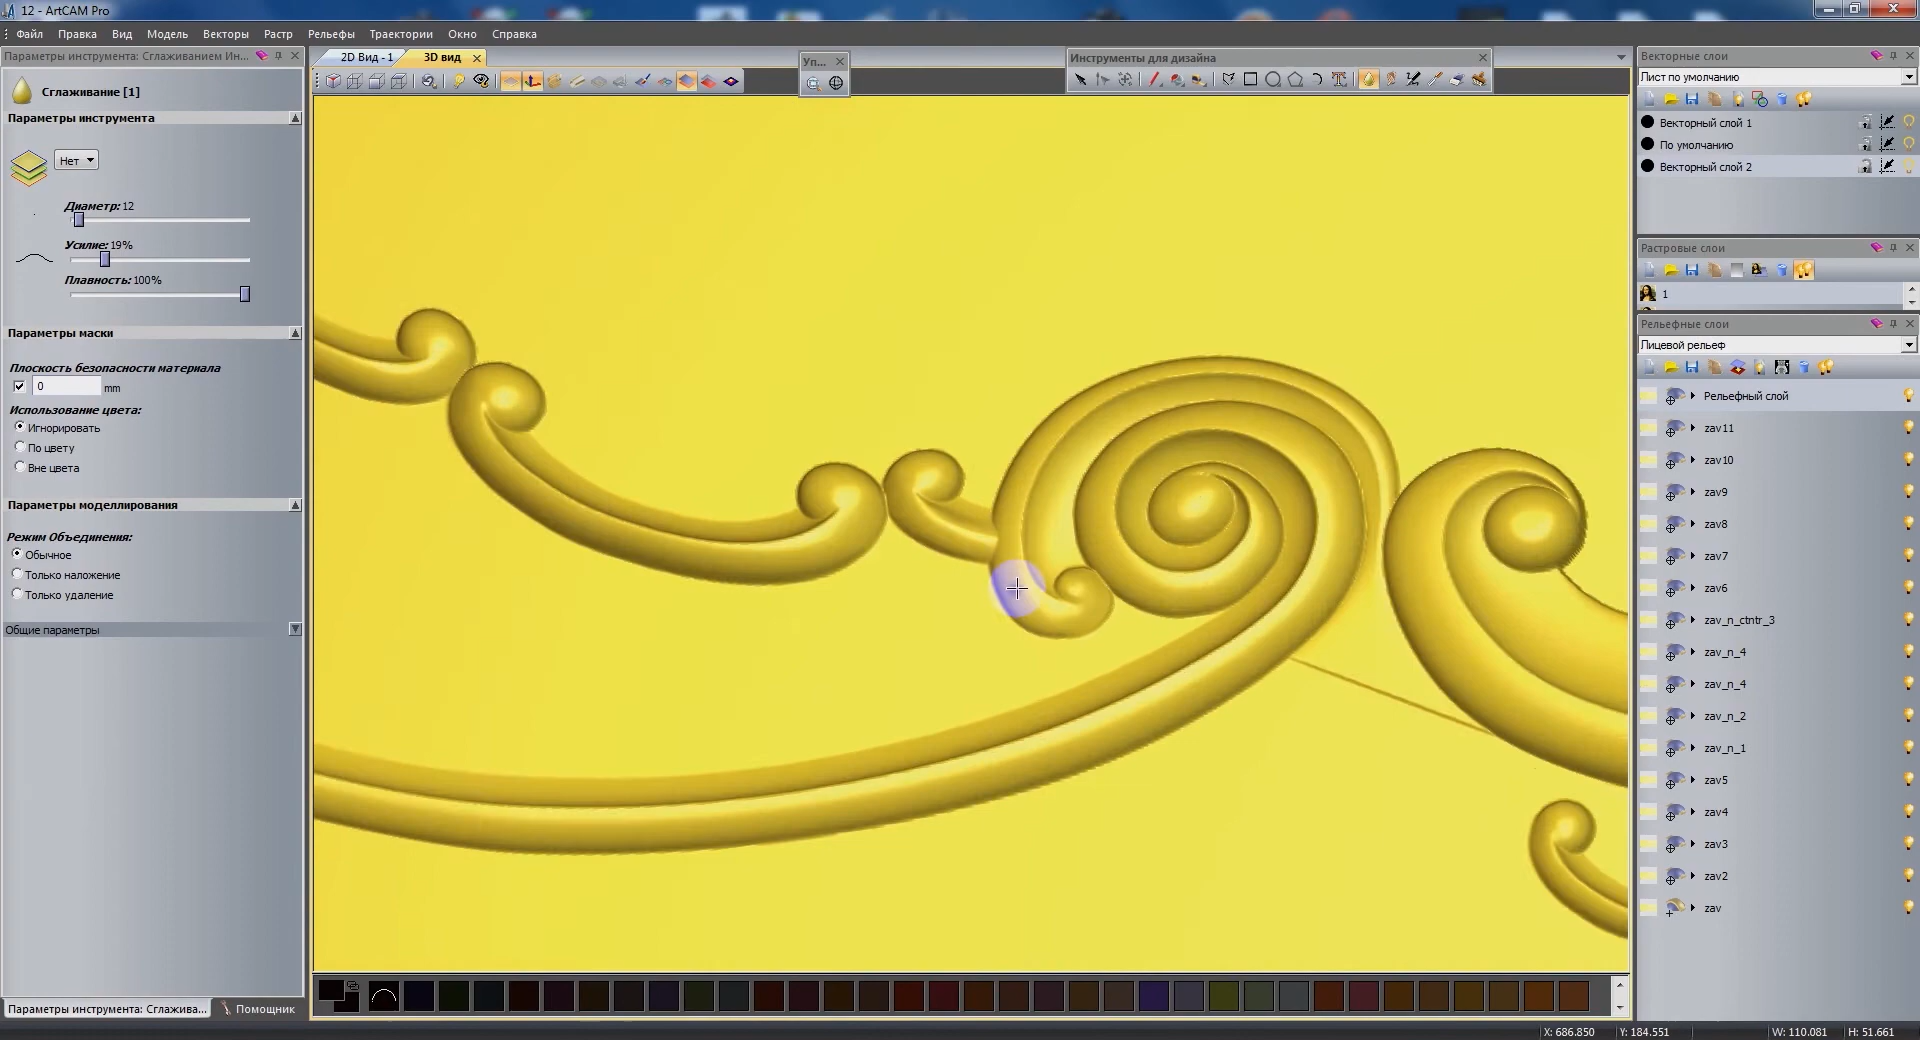 12 - ArtCAM Pro
Файл Правка Вид Модель Векторы Растр Рельефы Траектории Окно Справка
Параметры инструмента: Сглаживанием Ин...
Сглаживание [1]
Параметры инструмента
Нет
Диаметр: 12
Усилие: 19%
Плавность: 100%
Параметры маски
Плоскость безопасности материала
0 mm
Использование цвета:
Игнорировать
По цвету
Вне цвета
Параметры моделлирования
Режим Объединения:
Обычное
Только наложение
Только удаление
Общие параметры
Параметры инструмента: Сглажива... Помощник
2D Вид - 1 3D вид
Уп...
Инструменты для дизайна
Векторные слои
Лист по умолчанию
Векторный слой 1
По умолчанию
Векторный слой 2
Растровые слои
1
Рельефные слои
Лицевой рельеф
Рельефный слой
zav11
zav10
zav9
zav8
zav7
zav6
zav_n_ctntr_3
zav_n_4
zav_n_4
zav_n_2
zav_n_1
zav5
zav4
zav3
zav2
zav
X: 686.850 Y: 184.551 W: 110.081 H: 51.661